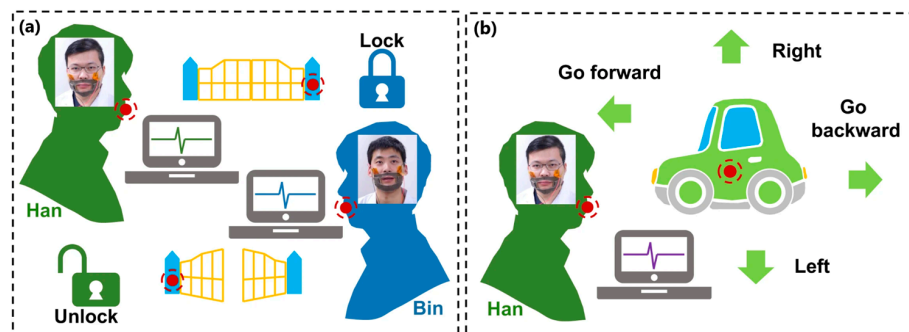 (a)
Lock
Han
Unlock
Bin
(b)
Right
Go forward
Go
backward
Han
Left